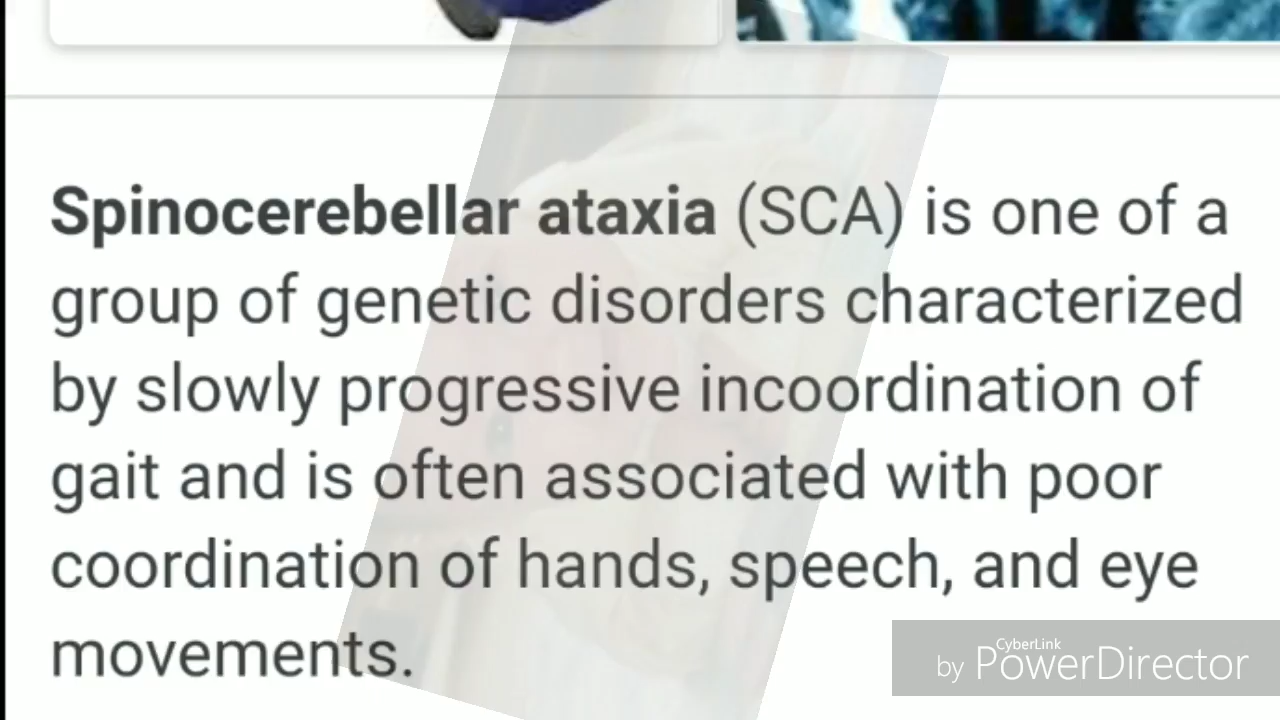 Spinocerebellar ataxia (SCA) is one of a
group of genetic disorders characterized
by slowly progressive incoordination of
gait and is often associated with poor
coordination of hands, speech, and eye
movements.
CyberLink
by PowerDirector